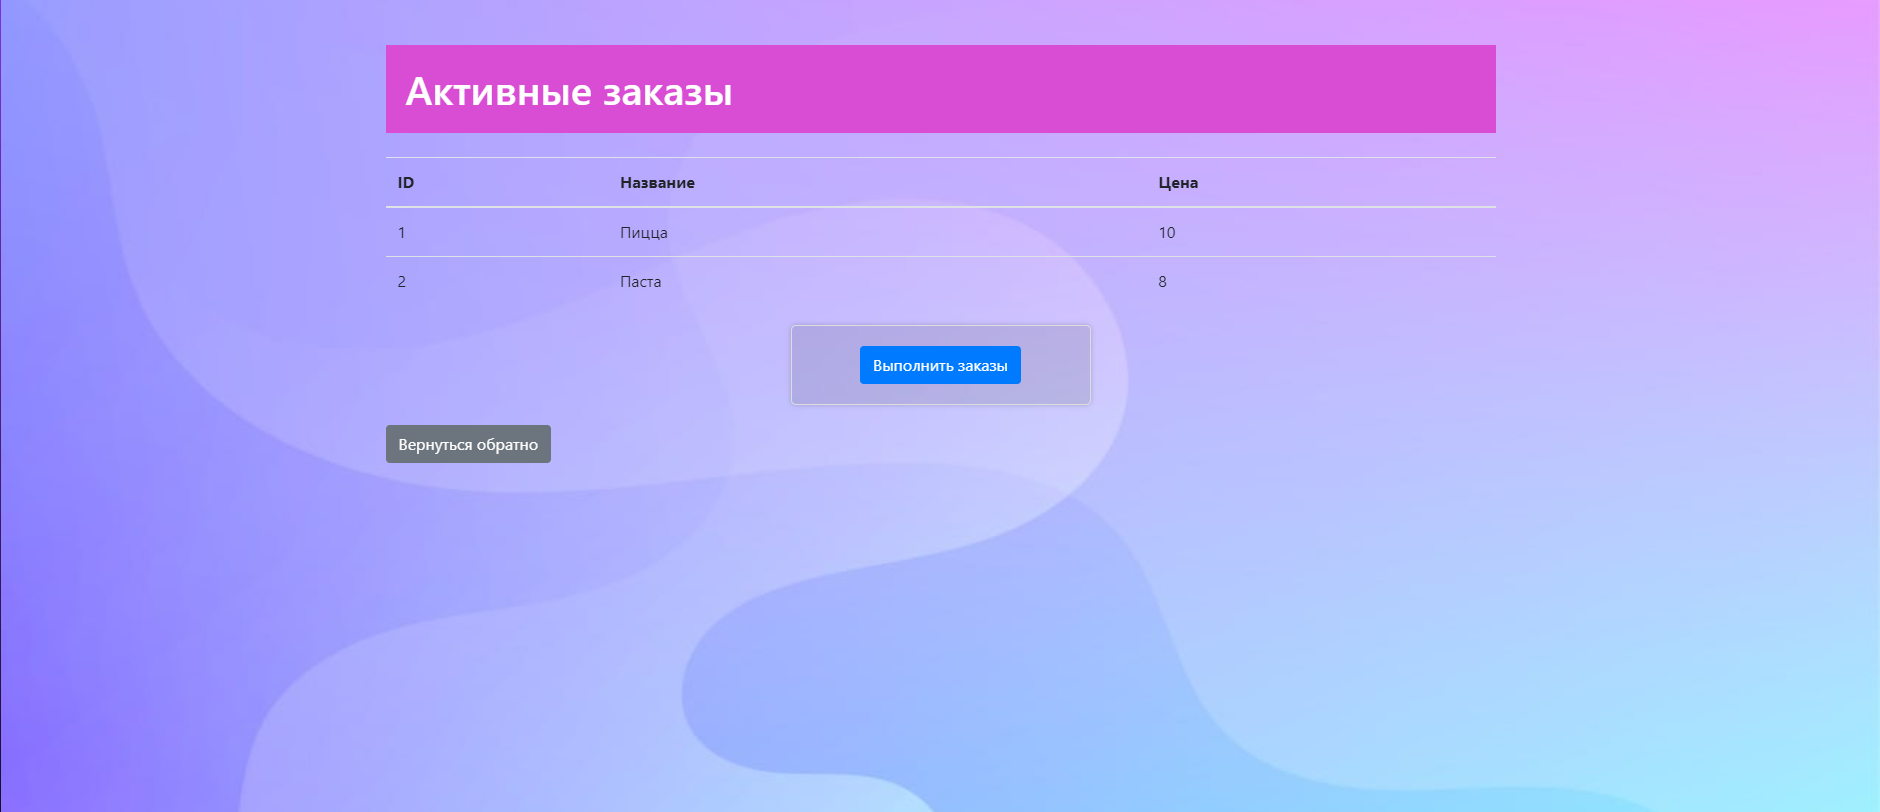 Активные заказы
ID Название Цена
1 Пицца 10
2 Паста 8
Выполнить заказы
Вернуться обратно